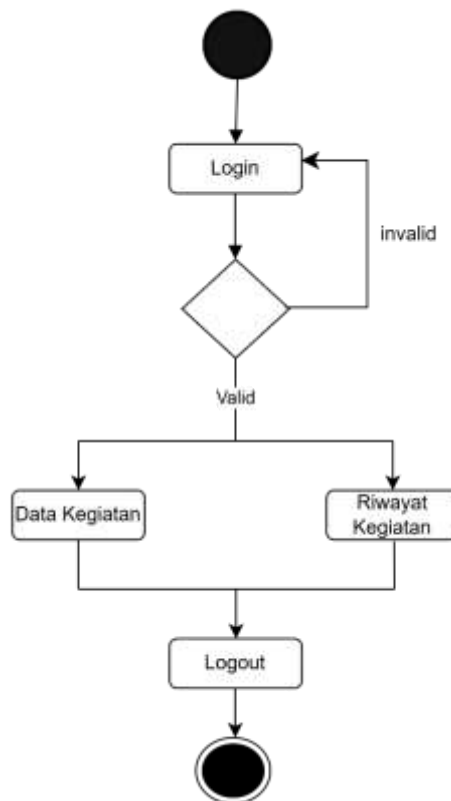 Login
invalid
Valid
Data Kegiatan
Riwayat
Kegiatan
Logout